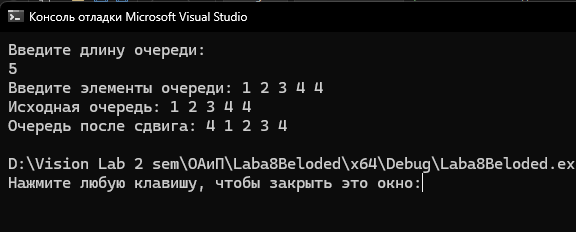 Консоль отладки Microsoft Visual Studio
Введите длину очереди:
5
Введите элементы очереди: 1 2 3 4 4
Исходная очередь: 1 2 3 4 4
Очередь после сдвига: 4 1 2 3 4
D:\Vision Lab 2 sem\ОАиП\Laba8Beloded\x64\Debug\Laba8Beloded.ex
Нажмите любую клавишу, чтобы закрыть это окно: